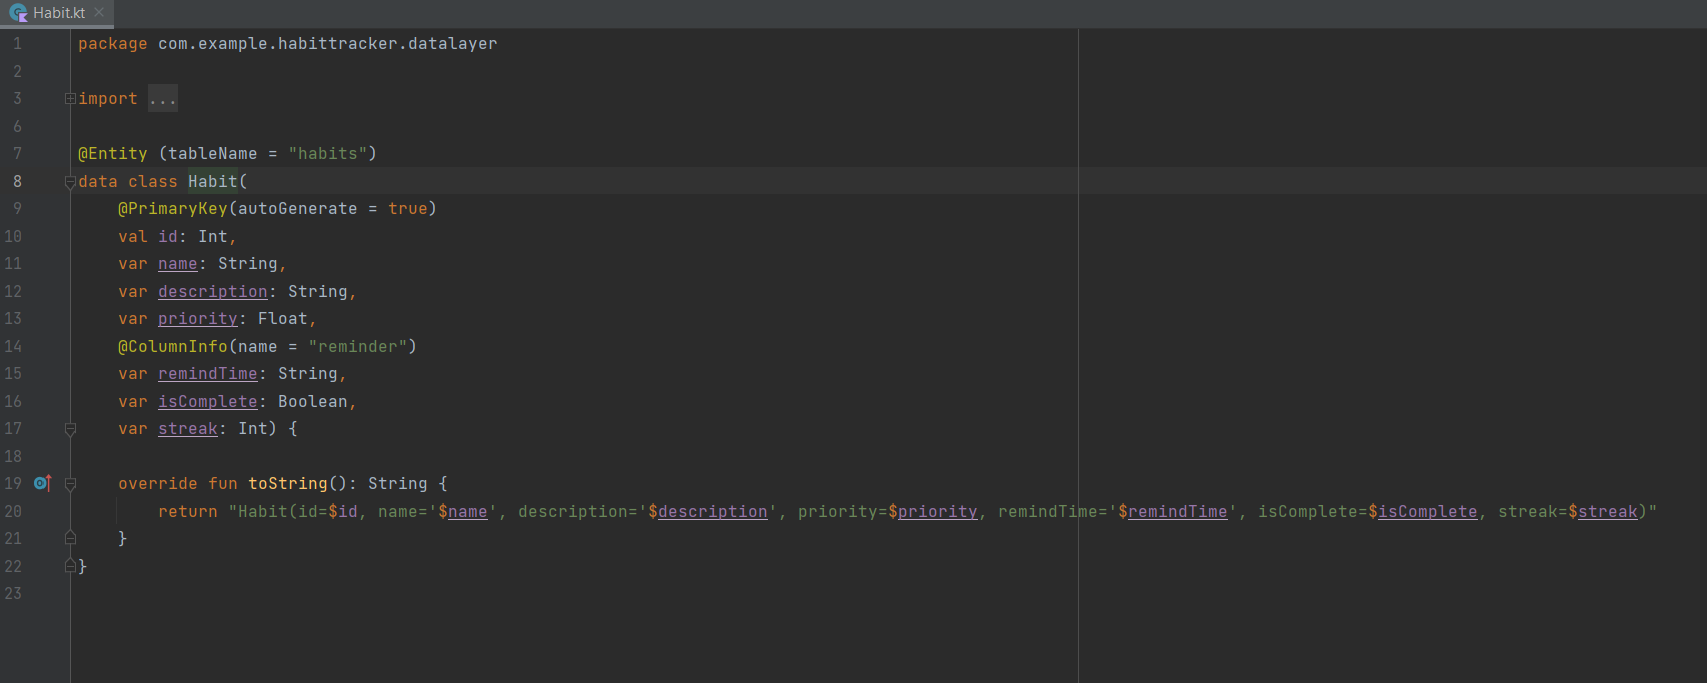 Habit.kt
1 package com.example.habittracker.datalayer
2
3 import ...
6
7 @Entity (tableName = "habits")
8 data class Habit(
9 @PrimaryKey(autoGenerate = true)
10 val id: Int,
11 var name: String,
12 var description: String,
13 var priority: Float,
14 @ColumnInfo(name = "reminder")
15 var remindTime: String,
16 var isComplete: Boolean,
17 var streak: Int) {
18
19 override fun toString(): String {
20 return "Habit(id=$id, name='$name', description='$description', priority=$priority, remindTime='$remindTime', isComplete=$isComplete, streak=$streak)"
21 }
22 }
23